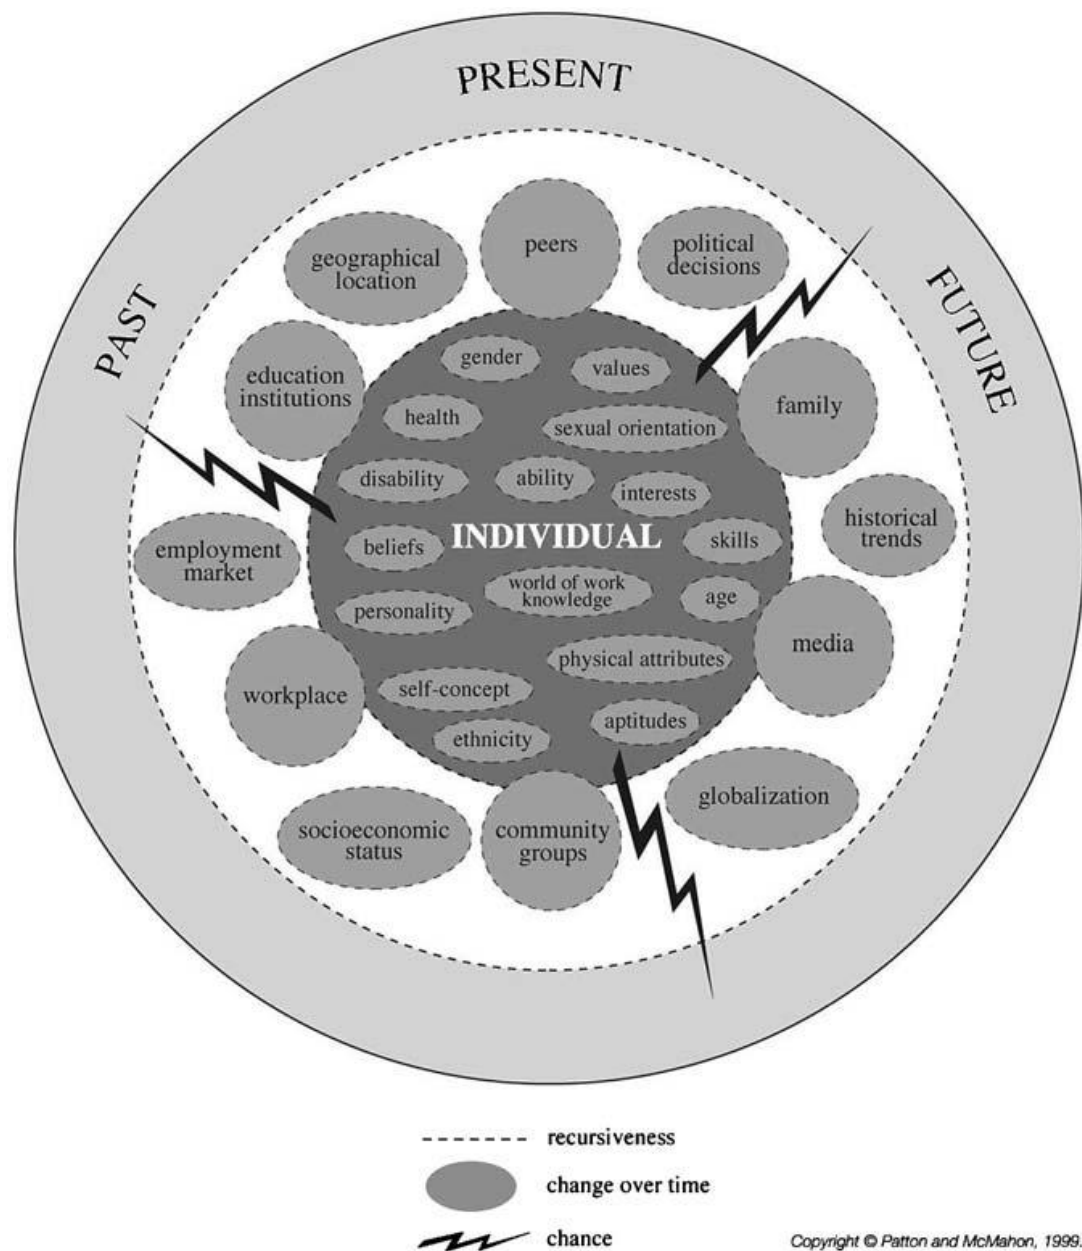 PRESENT
PAST
FUTURE
peers
political
decisions
geographical
location
family
education
institutions
historical
trends
employment
market
media
workplace
globalization
socioeconomic
status
community
groups
gender
values
health
sexual orientation
disability
ability
interests
INDIVIDUAL
beliefs
skills
world of work
knowledge
age
personality
physical attributes
self-concept
aptitudes
ethnicity
recursiveness
change over time
chance
Copyright © Patton and McMahon, 1999.